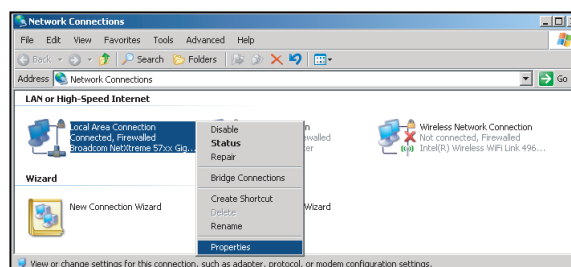 Network Connections
File Edit View Favorites Tools Advanced Help
Back Search Folders
Address Network Connections Go
LAN or High-Speed Internet
Local Area Connection
Connected, Firewalled
Broadcom NetXtreme 57xx Gig...
Disable
Status
Repair
Bridge Connections
Create Shortcut
Delete
Rename
Properties
Wireless Network Connection
Not connected, Firewalled
Intel(R) Wireless WiFi Link 496...
Wizard
New Connection Wizard
Wizard
View or change settings for this connection, such as adapter, protocol, or modem configuration settings.